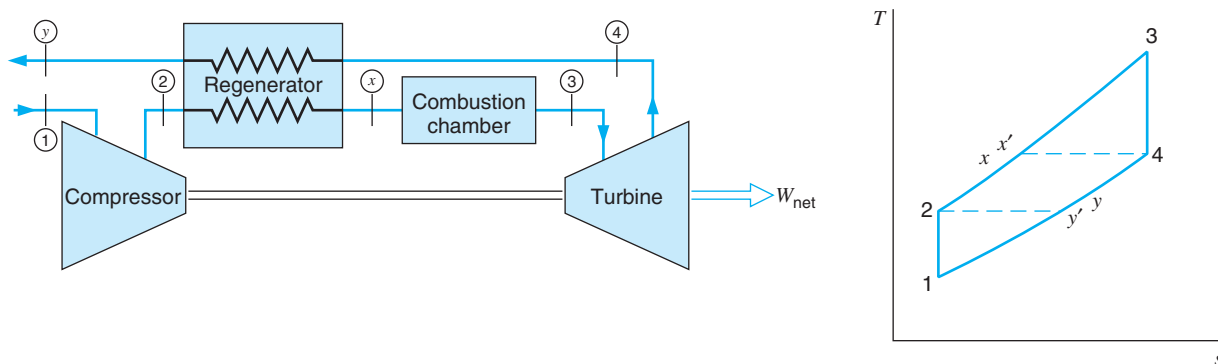 y
2
Regenerator
x
4
1
Combustion
chamber
3
Compressor
Turbine
W_net
T
3
x x′
4
2
y′ y
1
s